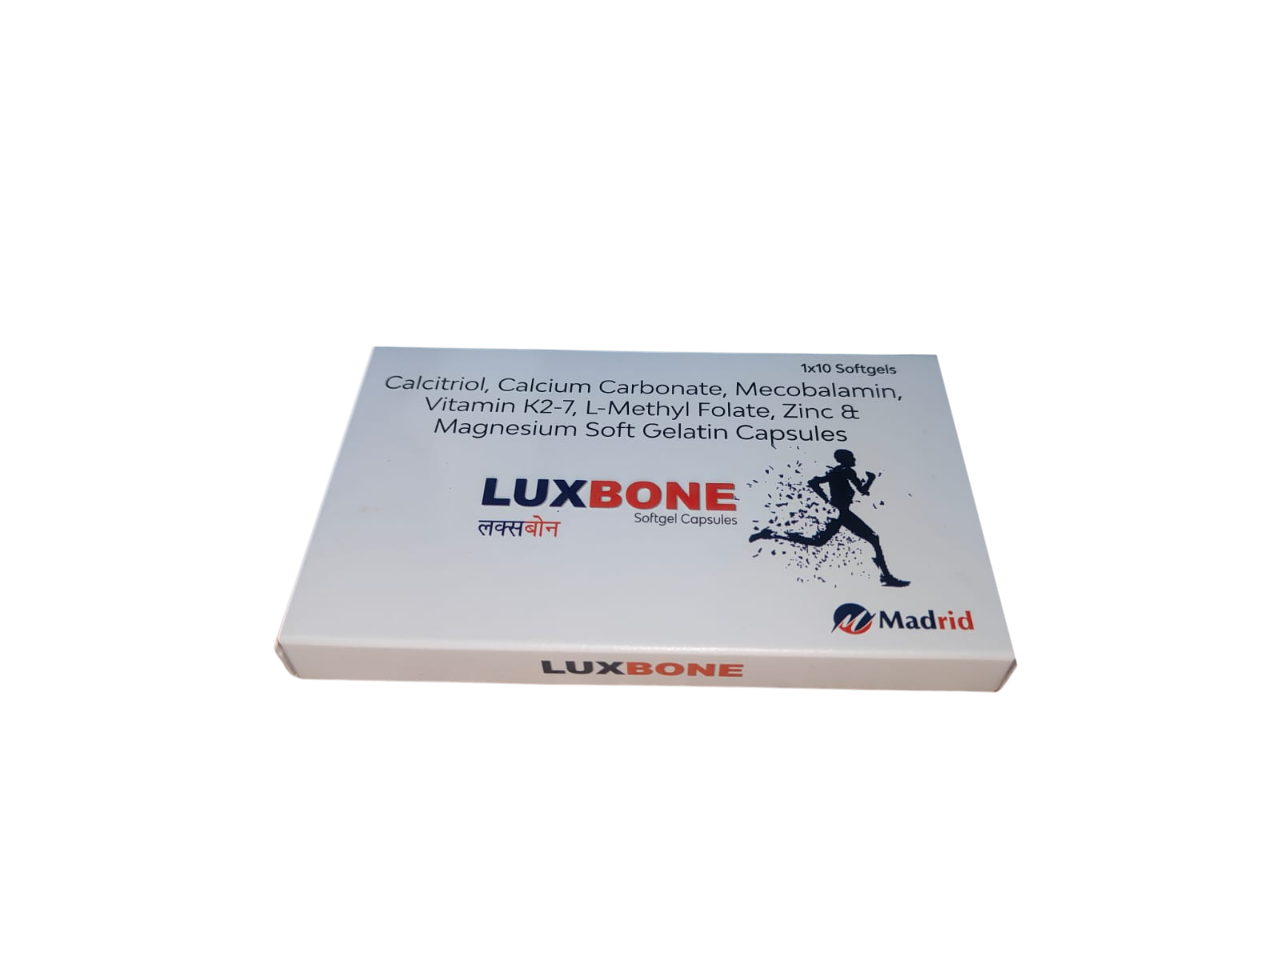 1x10 Softgels
Calcitriol, Calcium Carbonate, Mecobalamin,
Vitamin K2-7, L-Methyl Folate, Zinc &
Magnesium Soft Gelatin Capsules
LUXBONE
Softgel Capsules
लक्सबोन
Madrid
LUXBONE